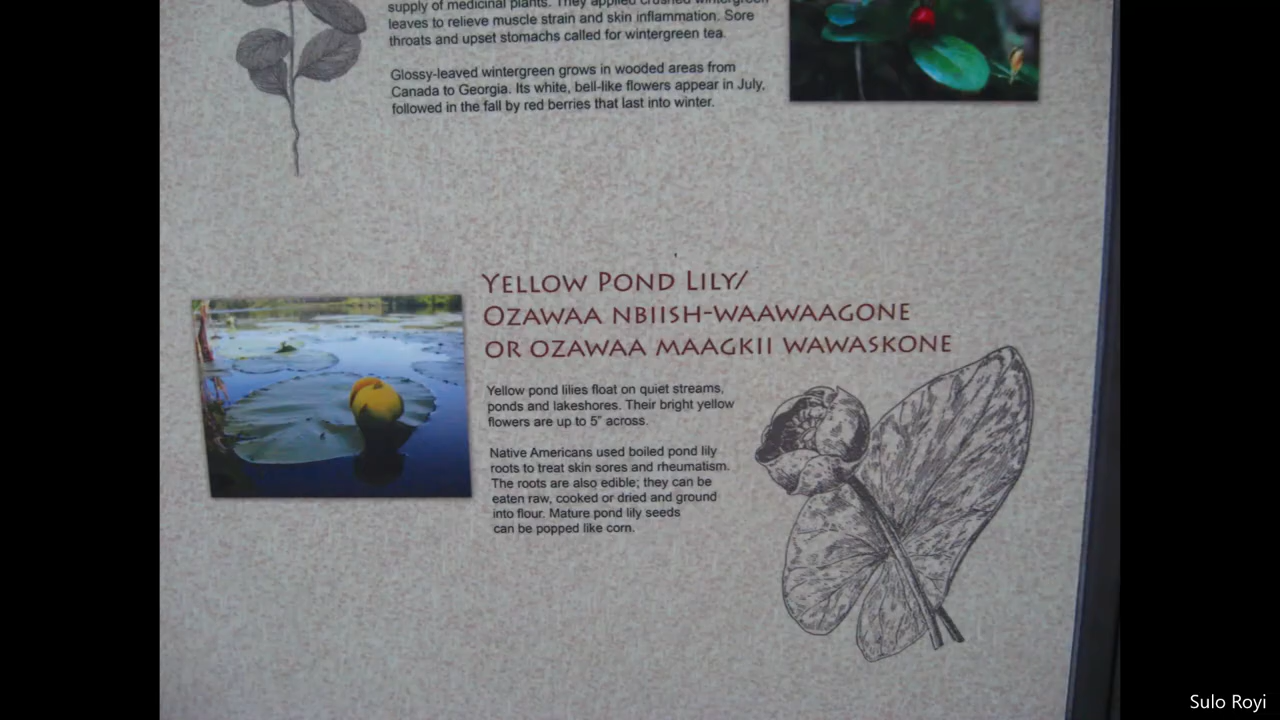 supply of medicinal plants. They applied crushed wintergreen
leaves to relieve muscle strain and skin inflammation. Sore
throats and upset stomachs called for wintergreen tea.
Glossy-leaved wintergreen grows in wooded areas from
Canada to Georgia. Its white, bell-like flowers appear in July,
followed in the fall by red berries that last into winter.
YELLOW POND LILY/
OZAWAA NBIISH-WAAWAAGONE
OR OZAWAA MAAGKII WAWASKONE
Yellow pond lilies float on quiet streams,
ponds and lakeshores. Their bright yellow
flowers are up to 5" across.
Native Americans used boiled pond lily
roots to treat skin sores and rheumatism.
The roots are also edible; they can be
eaten raw, cooked or dried and ground
into flour. Mature pond lily seeds
can be popped like corn.
Sulo Royi